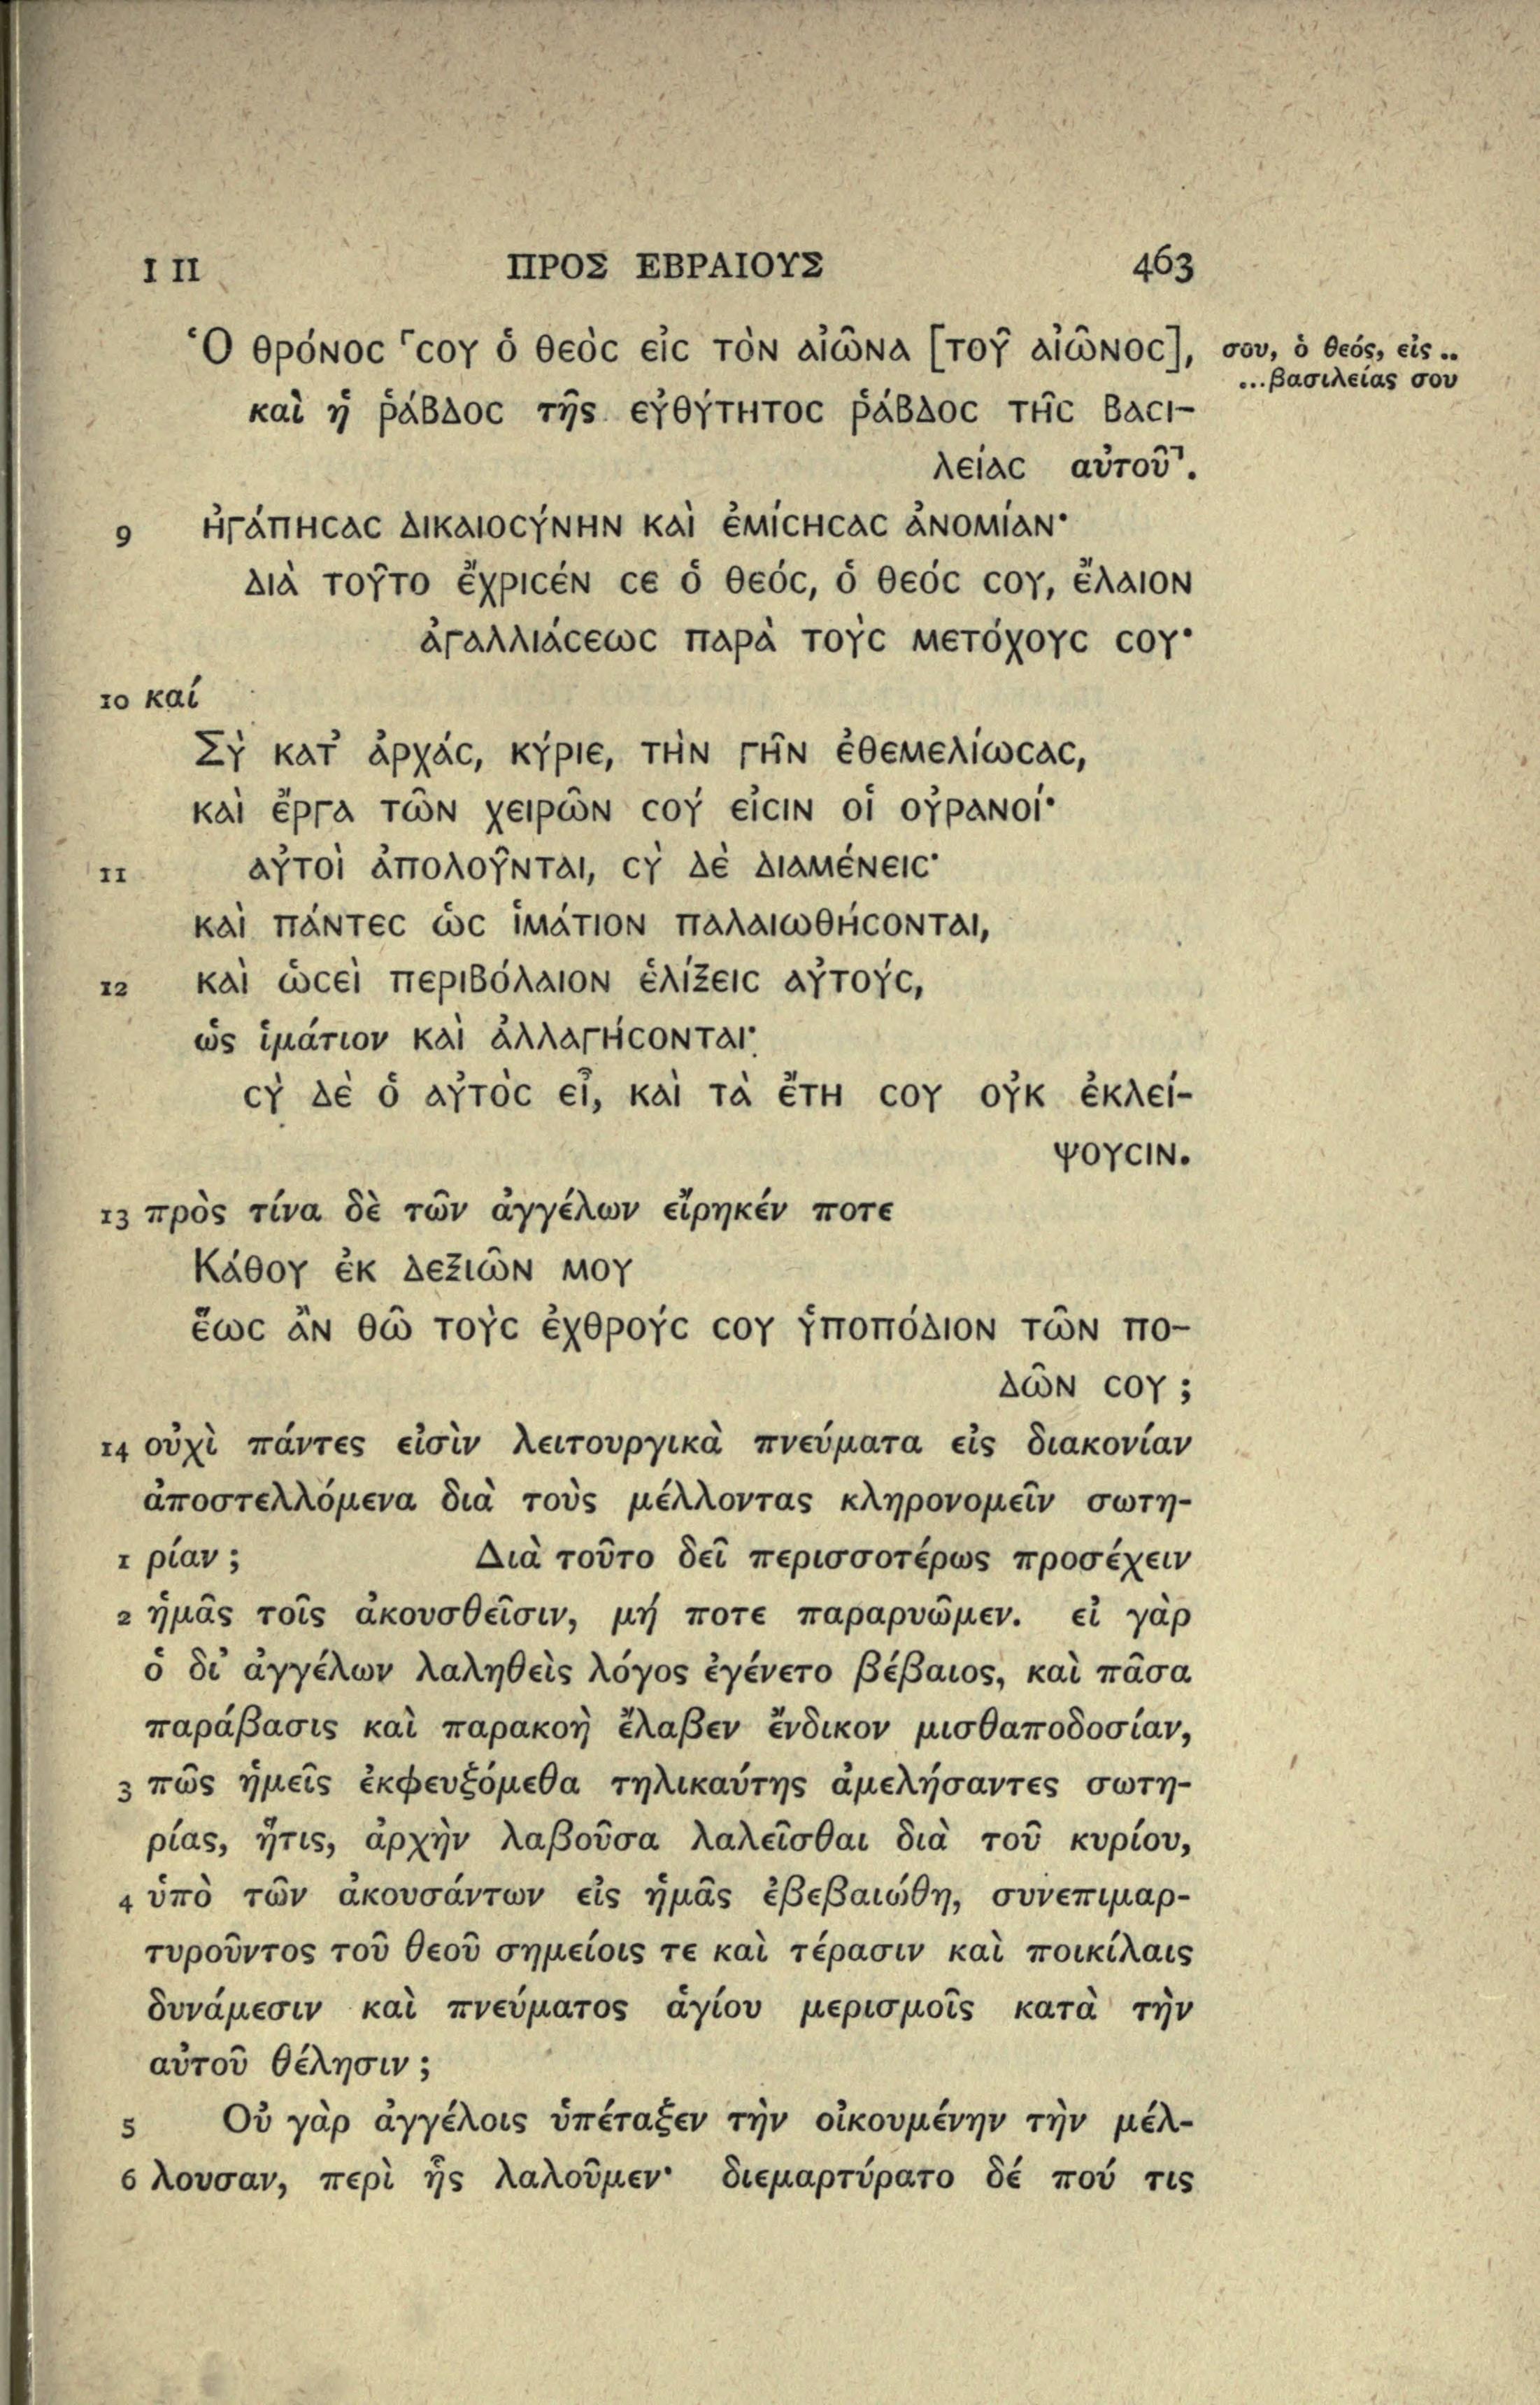 I II ΠΡΟΣ ΕΒΡΑΙΟΥΣ 463
Ὁ θρόνος ⸢σου ὁ θεὸς εἰς τὸν αἰῶνα [τοῦ αἰῶνος], σου, ὁ θεός, εἰς ..
...βασιλείας σου
καὶ ἡ ῥάβδος τῆς εὐθύτητος ῥάβδος τῆς βασι-
λείας αὐτοῦ⸣.
9 ἠγάπησας δικαιοσύνην καὶ ἐμίσησας ἀνομίαν·
διὰ τοῦτο ἔχρισέν σε ὁ θεός, ὁ θεός σου, ἔλαιον
ἀγαλλιάσεως παρὰ τοὺς μετόχους σου·
10 καί
Σὺ κατ' ἀρχάς, κύριε, τὴν γῆν ἐθεμελίωσας,
καὶ ἔργα τῶν χειρῶν σού εἰσιν οἱ οὐρανοί·
11 αὐτοὶ ἀπολοῦνται, σὺ δὲ διαμένεις·
καὶ πάντες ὡς ἱμάτιον παλαιωθήσονται,
12 καὶ ὡσεὶ περιβόλαιον ἑλίξεις αὐτούς,
ὡς ἱμάτιον καὶ ἀλλαγήσονται·
σὺ δὲ ὁ αὐτὸς εἶ, καὶ τὰ ἔτη σου οὐκ ἐκλεί-
ψουσιν.
13 πρὸς τίνα δὲ τῶν ἀγγέλων εἴρηκέν ποτε
Κάθου ἐκ δεξιῶν μου
ἕως ἂν θῶ τοὺς ἐχθρούς σου ὑποπόδιον τῶν πο-
δῶν σου ;
14 οὐχὶ πάντες εἰσὶν λειτουργικὰ πνεύματα εἰς διακονίαν
ἀποστελλόμενα διὰ τοὺς μέλλοντας κληρονομεῖν σωτη-
1 ρίαν ; Διὰ τοῦτο δεῖ περισσοτέρως προσέχειν
2 ἡμᾶς τοῖς ἀκουσθεῖσιν, μή ποτε παραρυῶμεν. εἰ γὰρ
ὁ δι' ἀγγέλων λαληθεὶς λόγος ἐγένετο βέβαιος, καὶ πᾶσα
παράβασις καὶ παρακοὴ ἔλαβεν ἔνδικον μισθαποδοσίαν,
3 πῶς ἡμεῖς ἐκφευξόμεθα τηλικαύτης ἀμελήσαντες σωτη-
ρίας, ἥτις, ἀρχὴν λαβοῦσα λαλεῖσθαι διὰ τοῦ κυρίου,
4 ὑπὸ τῶν ἀκουσάντων εἰς ἡμᾶς ἐβεβαιώθη, συνεπιμαρ-
τυροῦντος τοῦ θεοῦ σημείοις τε καὶ τέρασιν καὶ ποικίλαις
δυνάμεσιν καὶ πνεύματος ἁγίου μερισμοῖς κατὰ τὴν
αὐτοῦ θέλησιν ;
5 Οὐ γὰρ ἀγγέλοις ὑπέταξεν τὴν οἰκουμένην τὴν μέλ-
6 λουσαν, περὶ ἧς λαλοῦμεν· διεμαρτύρατο δέ πού τις